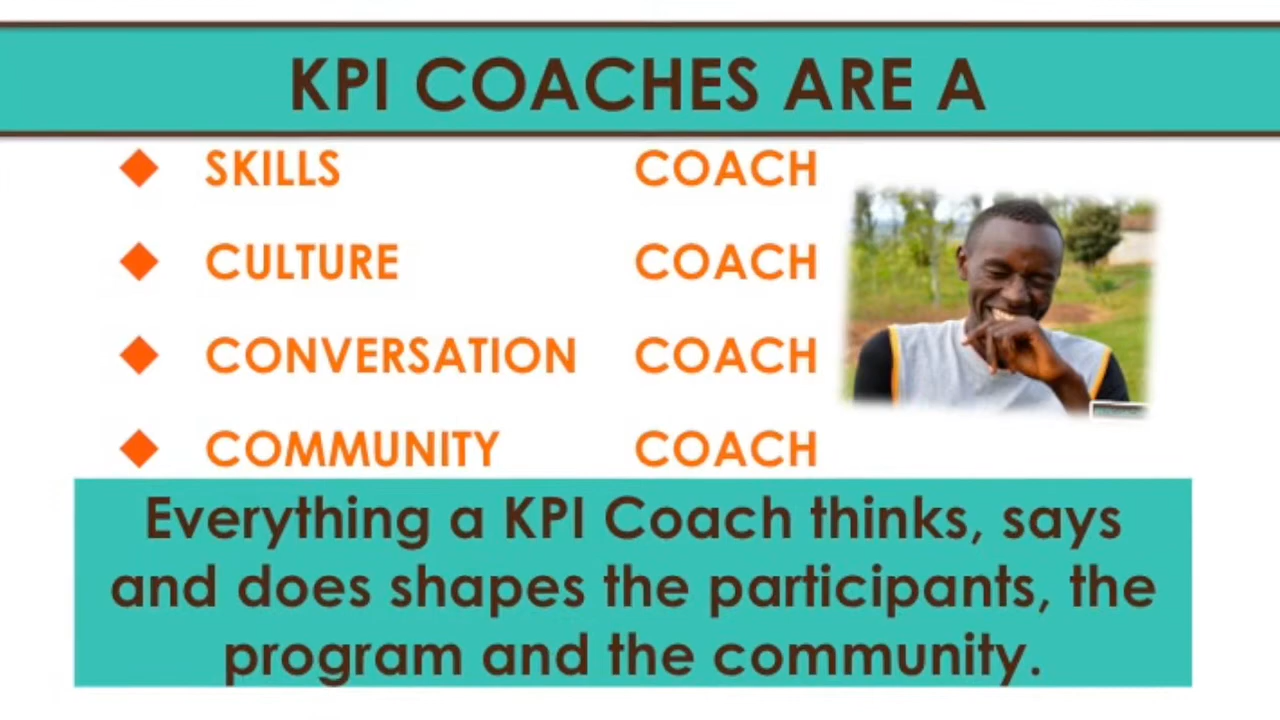 KPI COACHES ARE A
SKILLS COACH
CULTURE COACH
CONVERSATION COACH
COMMUNITY COACH
Everything a KPI Coach thinks, says
and does shapes the participants, the
program and the community.